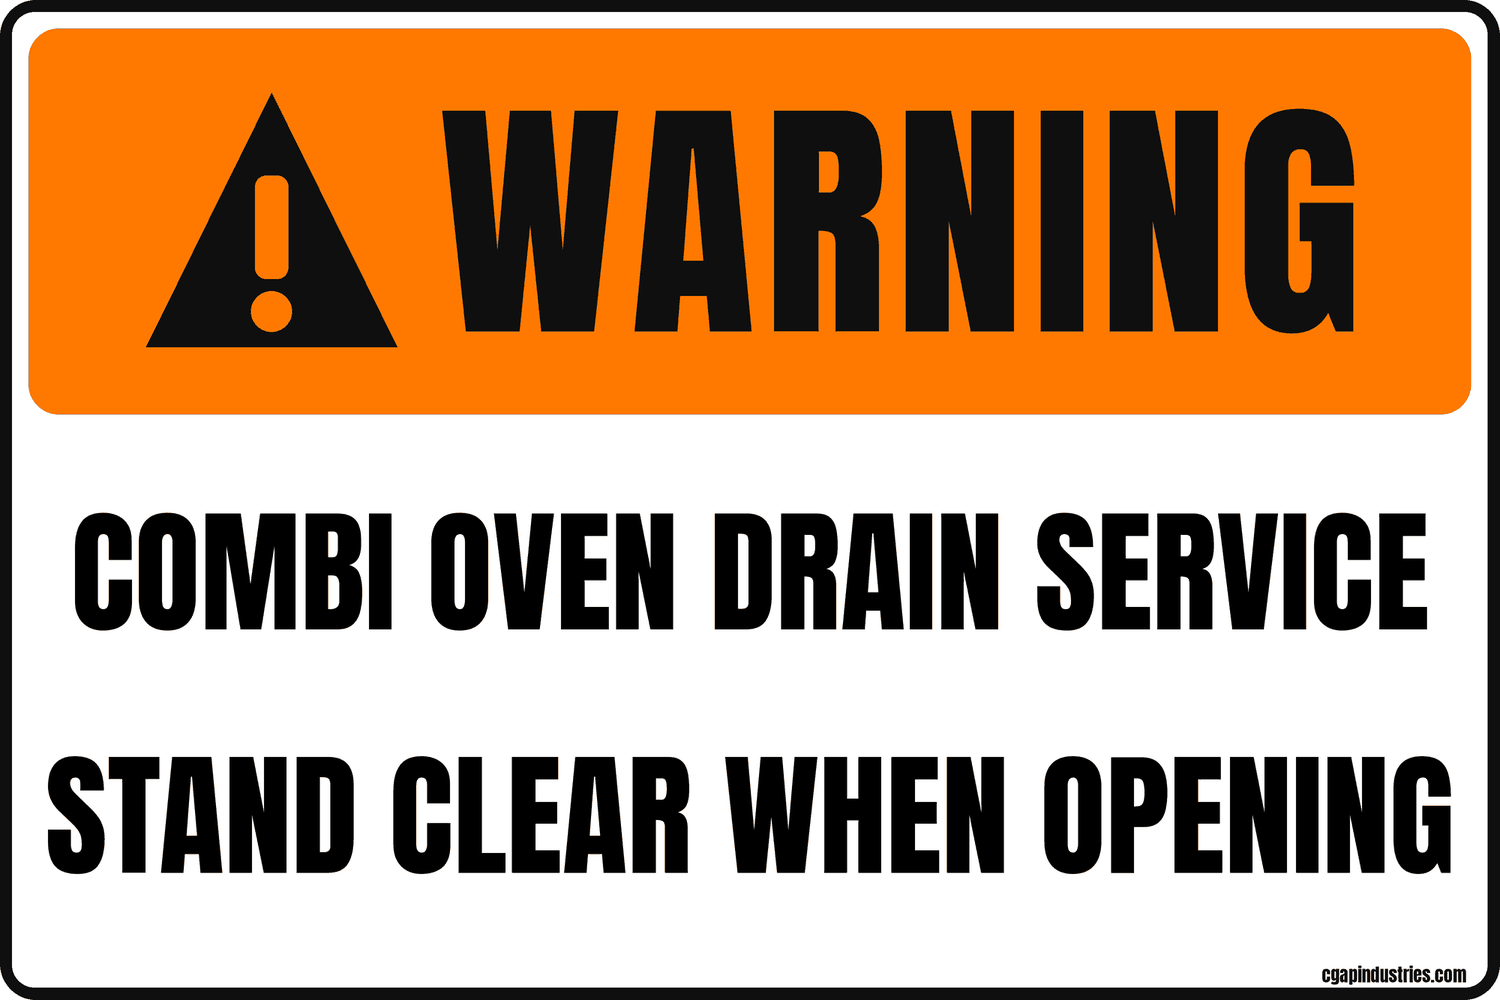 WARNING
COMBI OVEN DRAIN SERVICE
STAND CLEAR WHEN OPENING
cgapindustries.com